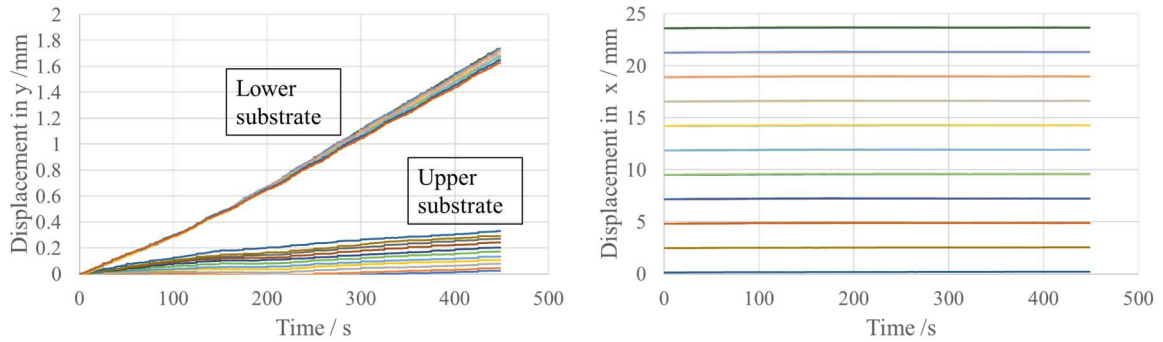 2
1.8
1.6
1.4
1.2
1
0.8
0.6
0.4
0.2
0
Displacement in y /mm
Lower
substrate
Upper
substrate
0 100 200 300 400 500
Time / s
25
20
15
10
5
0
Displacement in x / mm
0 100 200 300 400 500
Time /s